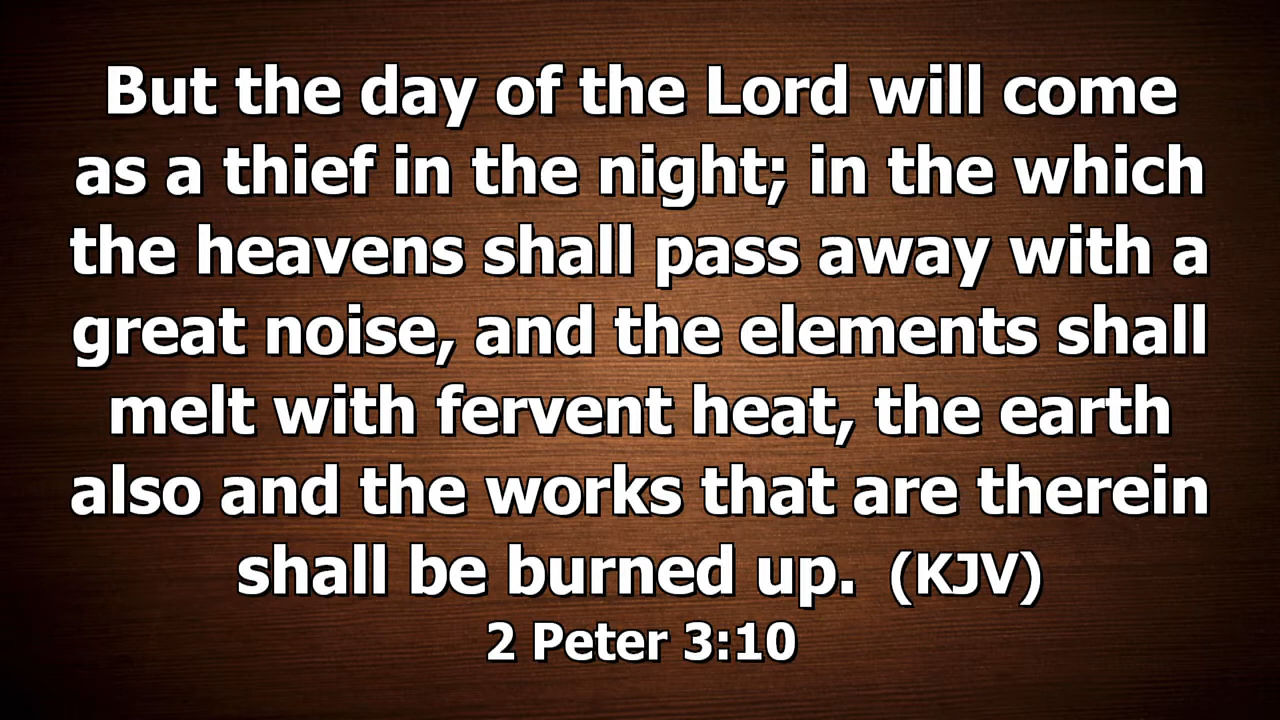 But the day of the Lord will come
as a thief in the night; in the which
the heavens shall pass away with a
great noise, and the elements shall
melt with fervent heat, the earth
also and the works that are therein
shall be burned up. (KJV)
2 Peter 3:10